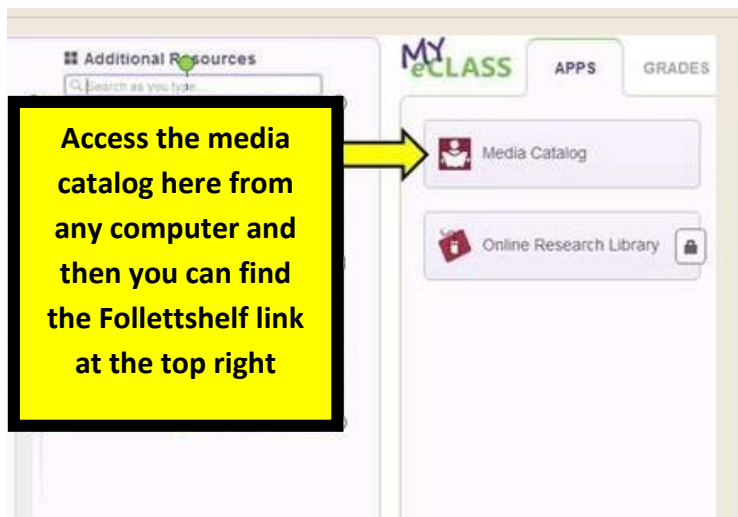 Additional Resources
Search as you type...
Access the media
catalog here from
any computer and
then you can find
the Follettshelf link
at the top right
MY
eCLASS
APPS
GRADES
Media Catalog
Online Research Library